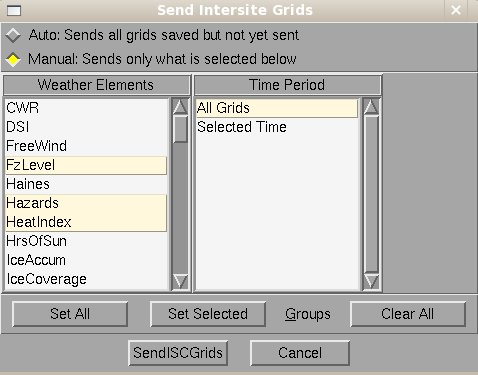 Send Intersite Grids
Auto: Sends all grids saved but not yet sent
Manual: Sends only what is selected below
Weather Elements
Time Period
CWR
DSI
FreeWind
FzLevel
Haines
Hazards
HeatIndex
HrsOfSun
IceAccum
IceCoverage
All Grids
Selected Time
Set All
Set Selected
Groups
Clear All
SendISCGrids
Cancel